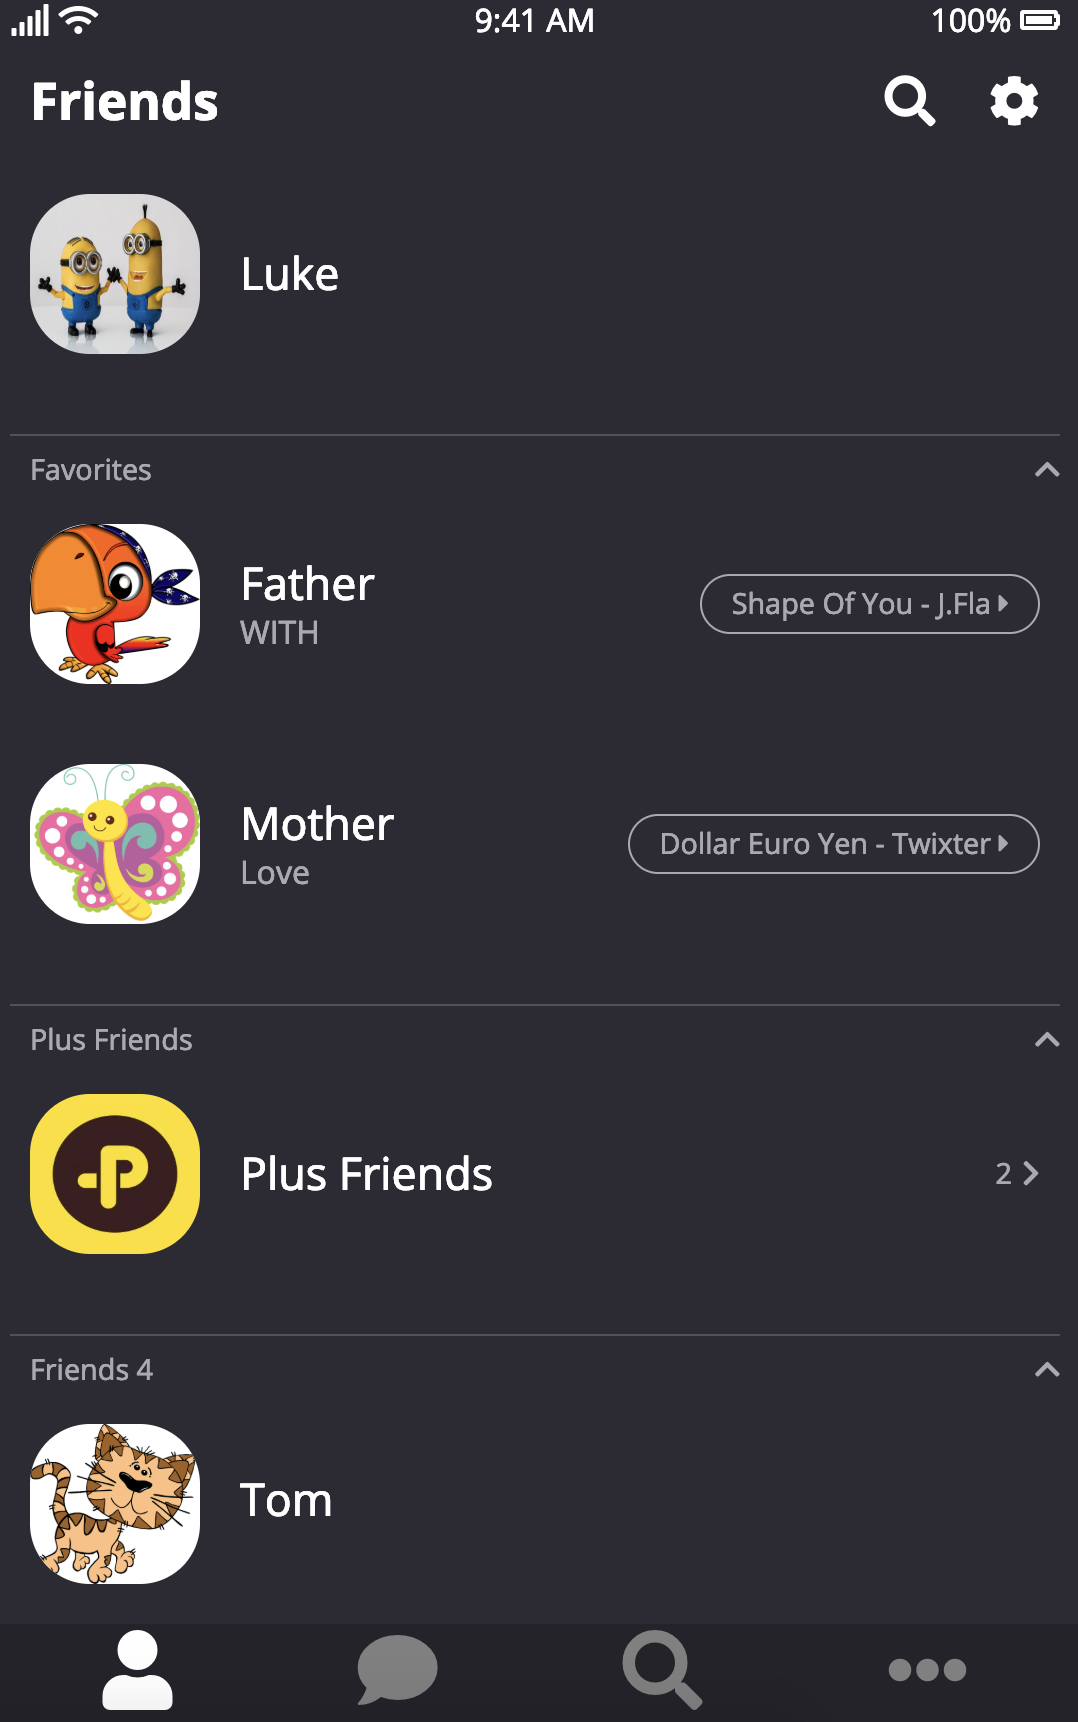 9:41 AM
100%
Friends
Luke
Favorites
Father
WITH
Shape Of You - J.Fla
Mother
Love
Dollar Euro Yen - Twixter
Plus Friends
Plus Friends
2
Friends 4
Tom